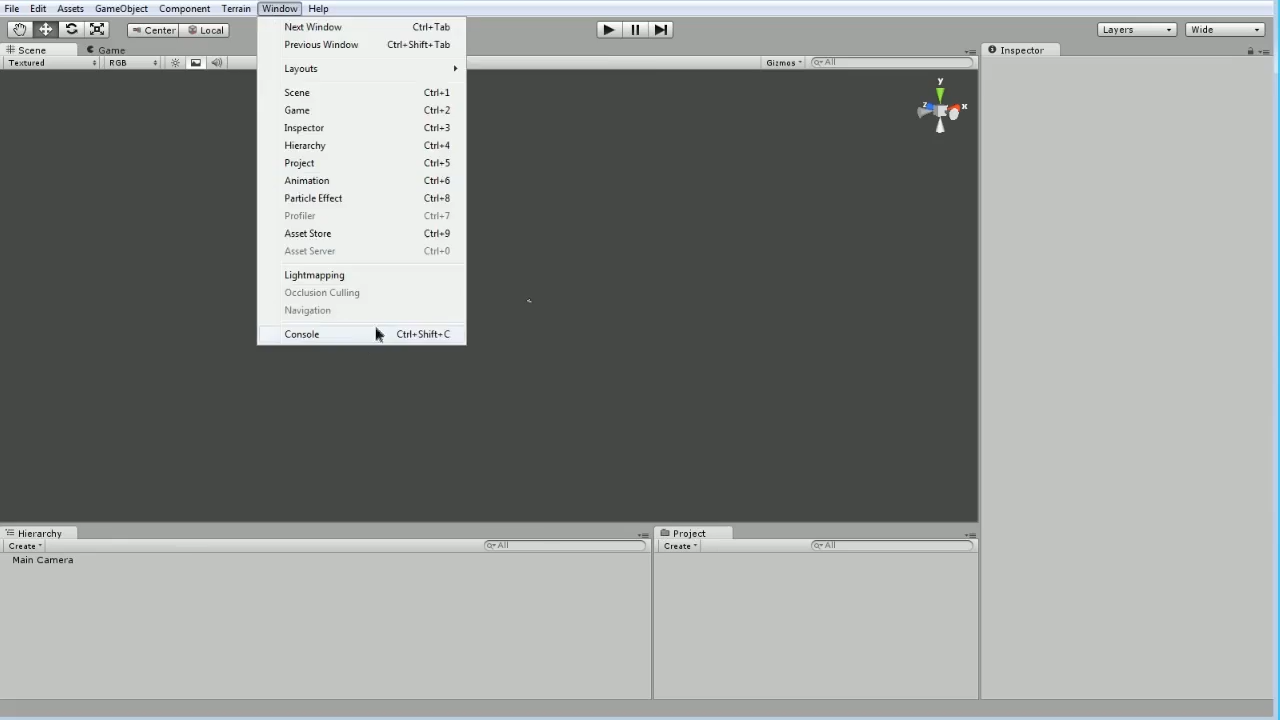 File Edit Assets GameObject Component Terrain Window Help
Center Local Layers Wide
Scene Game Inspector
Textured RGB Gizmos All
Next Window Ctrl+Tab
Previous Window Ctrl+Shift+Tab
Layouts
Scene Ctrl+1
Game Ctrl+2
Inspector Ctrl+3
Hierarchy Ctrl+4
Project Ctrl+5
Animation Ctrl+6
Particle Effect Ctrl+8
Profiler Ctrl+7
Asset Store Ctrl+9
Asset Server Ctrl+0
Lightmapping
Occlusion Culling
Navigation
Console Ctrl+Shift+C
y
z x
Hierarchy Project
Create All Create All
Main Camera